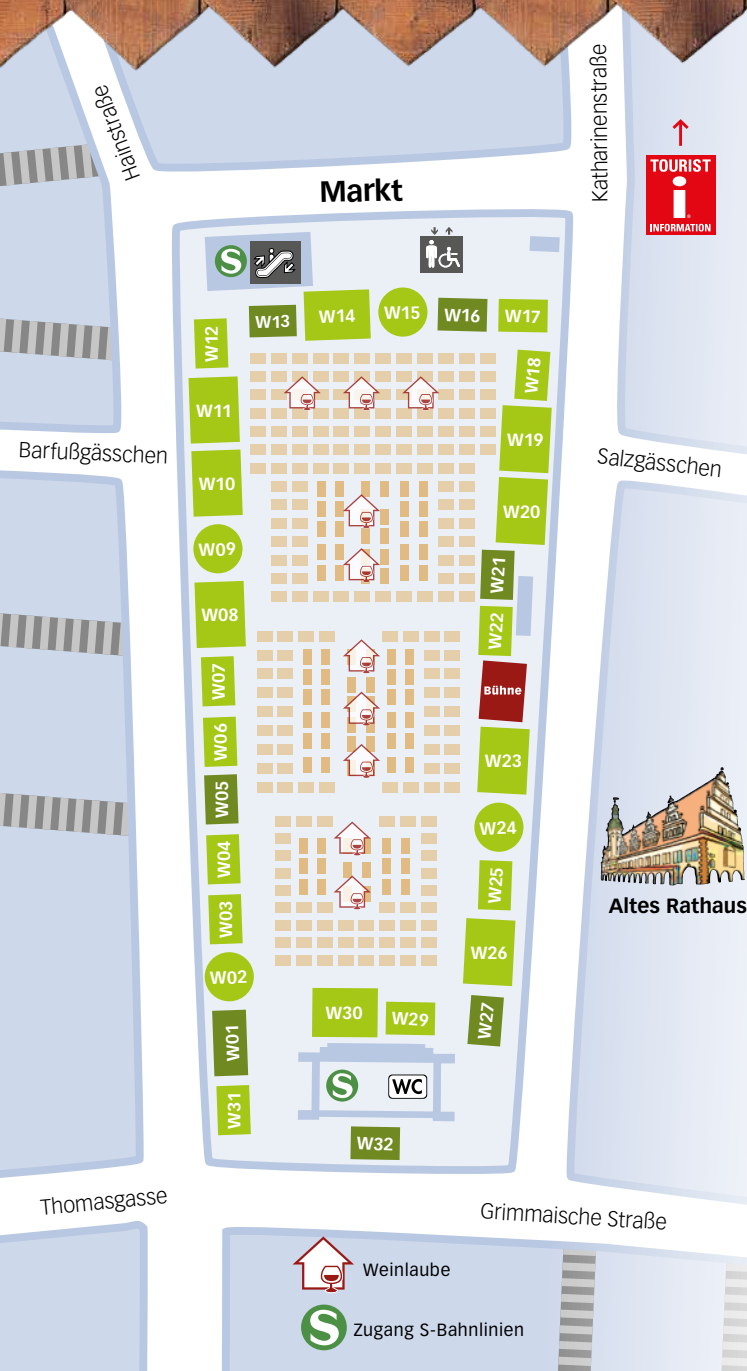 Hainstraße
Katharinenstraße
TOURIST
i
INFORMATION
Markt
S
W12
W13
W14
W15
W16
W17
W18
W11
W19
Barfußgässchen
Salzgässchen
W10
W20
W09
W21
W08
W22
W07
Bühne
W06
W23
W05
W24
W04
W25
Altes Rathaus
W03
W26
W02
W30
W29
W27
W01
S
WC
W31
W32
Thomasgasse
Grimmaische Straße
Weinlaube
S
Zugang S-Bahnlinien